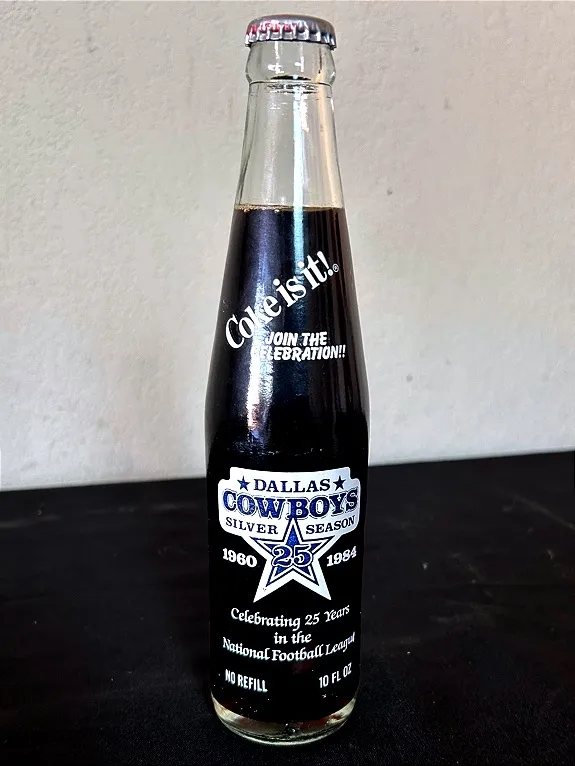 Coke is it!®
JOIN THE
CELEBRATION!!
DALLAS
COWBOYS
SILVER SEASON
1960 25 1984
Celebrating 25 Years
in the
National Football League
NO REFILL 10 FL OZ